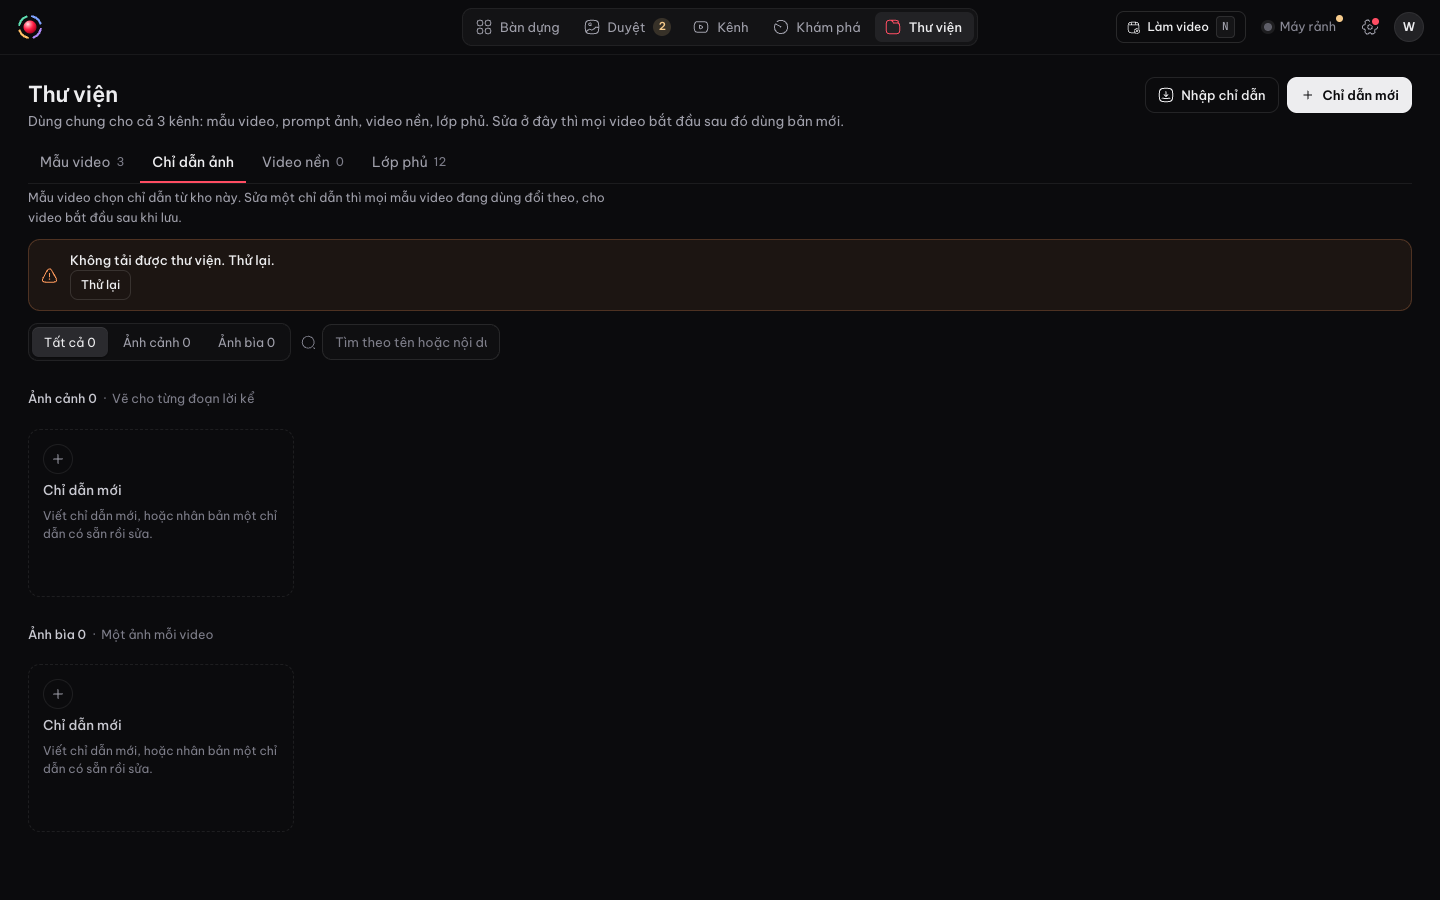 Bàn dựng
Duyệt 2
Kênh
Khám phá
Thư viện
Làm video N
Máy rảnh
W
Thư viện
Dùng chung cho cả 3 kênh: mẫu video, prompt ảnh, video nền, lớp phủ. Sửa ở đây thì mọi video bắt đầu sau đó dùng bản mới.
Nhập chỉ dẫn
Chỉ dẫn mới
Mẫu video 3
Chỉ dẫn ảnh
Video nền 0
Lớp phủ 12
Mẫu video chọn chỉ dẫn từ kho này. Sửa một chỉ dẫn thì mọi mẫu video đang dùng đổi theo, cho
video bắt đầu sau khi lưu.
Không tải được thư viện. Thử lại.
Thử lại
Tất cả 0
Ảnh cảnh 0
Ảnh bìa 0
Tìm theo tên hoặc nội
Ảnh cảnh 0 · Vẽ cho từng đoạn lời kể
Chỉ dẫn mới
Viết chỉ dẫn mới, hoặc nhân bản một chỉ
dẫn có sẵn rồi sửa.
Ảnh bìa 0 · Một ảnh mỗi video
Chỉ dẫn mới
Viết chỉ dẫn mới, hoặc nhân bản một chỉ
dẫn có sẵn rồi sửa.